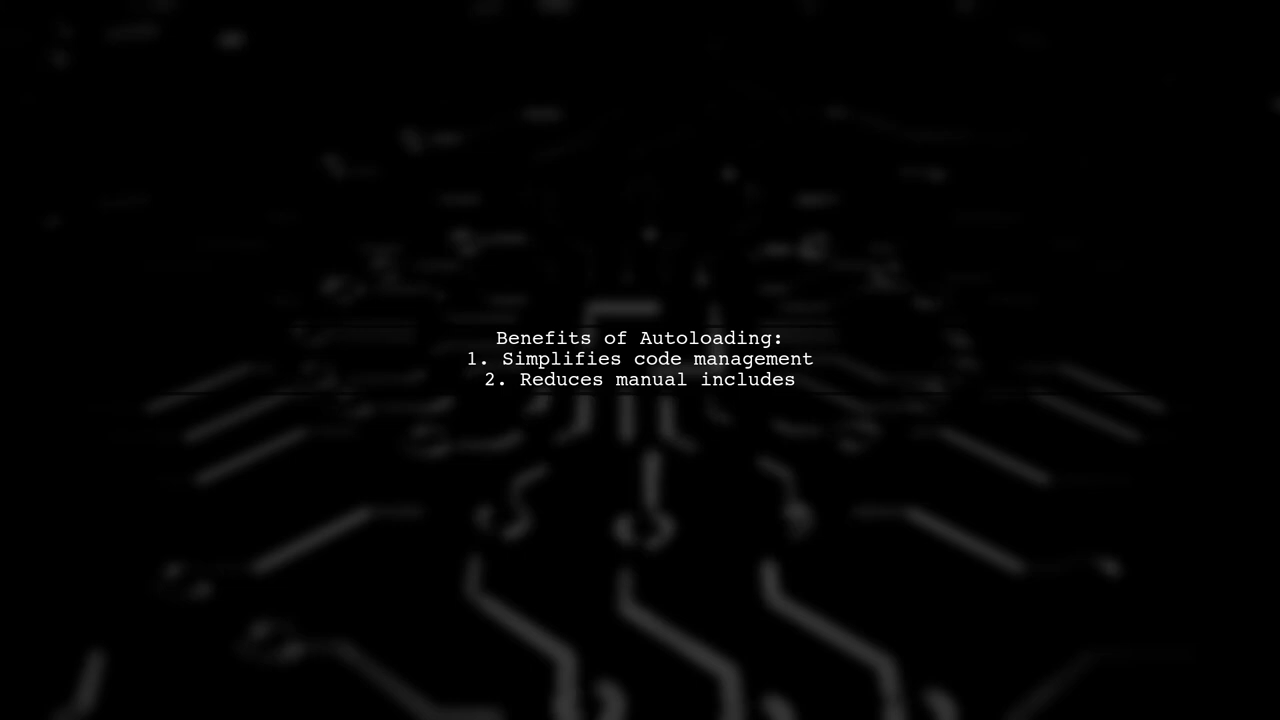 Benefits of Autoloading:
1. Simplifies code management
2. Reduces manual includes